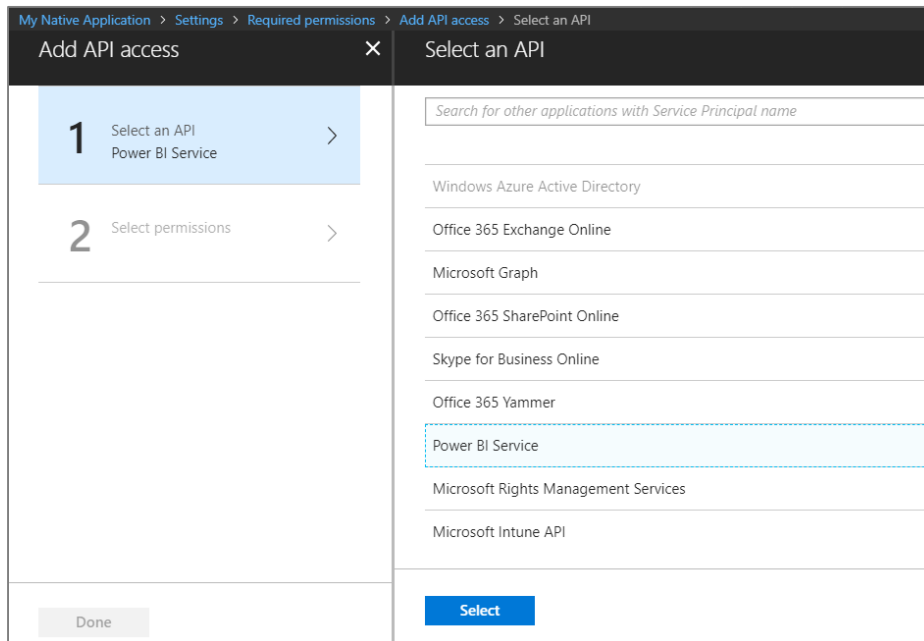 My Native Application > Settings > Required permissions > Add API access > Select an API
Add API access
1
Select an API
Power BI Service
2
Select permissions
Done
Select an API
Search for other applications with Service Principal name
Windows Azure Active Directory
Office 365 Exchange Online
Microsoft Graph
Office 365 SharePoint Online
Skype for Business Online
Office 365 Yammer
Power BI Service
Microsoft Rights Management Services
Microsoft Intune API
Select